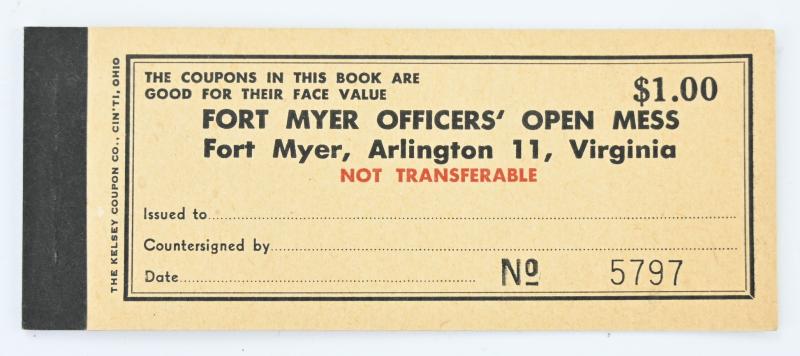 THE KELSEY COUPON CO., CIN'TI, OHIO
THE COUPONS IN THIS BOOK ARE
GOOD FOR THEIR FACE VALUE
$1.00
FORT MYER OFFICERS' OPEN MESS
Fort Myer, Arlington 11, Virginia
NOT TRANSFERABLE
Issued to
Countersigned by
Date
Nº 5797